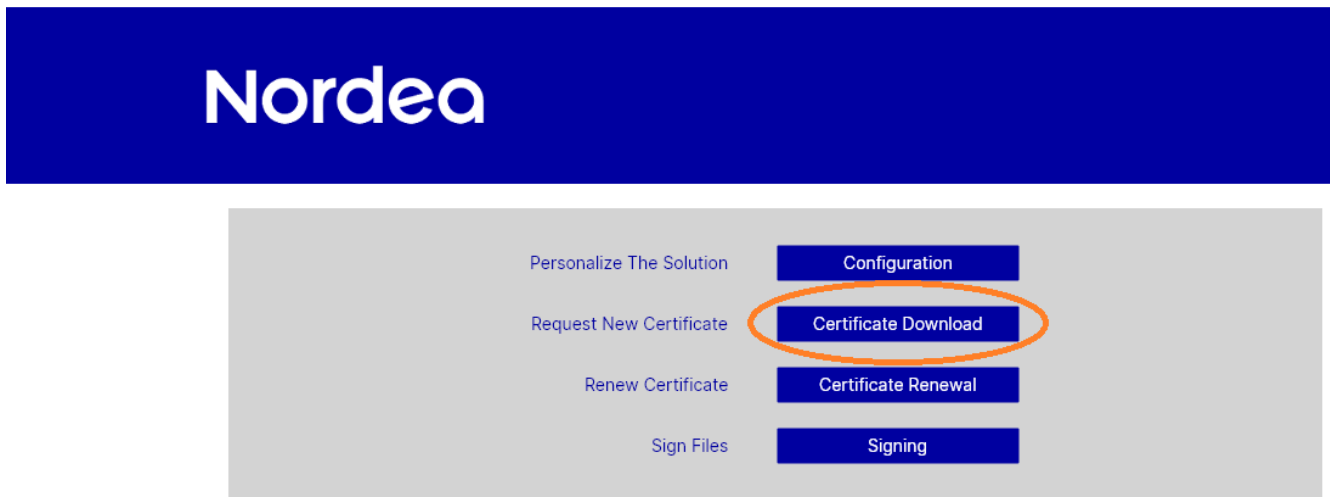 Nordea
Personalize The Solution Configuration
Request New Certificate Certificate Download
Renew Certificate Certificate Renewal
Sign Files Signing